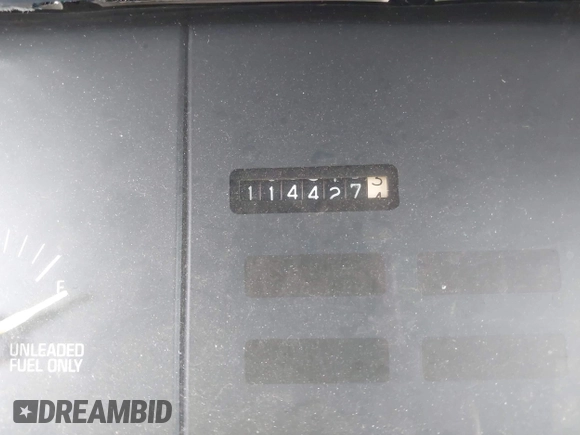 114427
F
UNLEADED
FUEL ONLY
DREAMBID